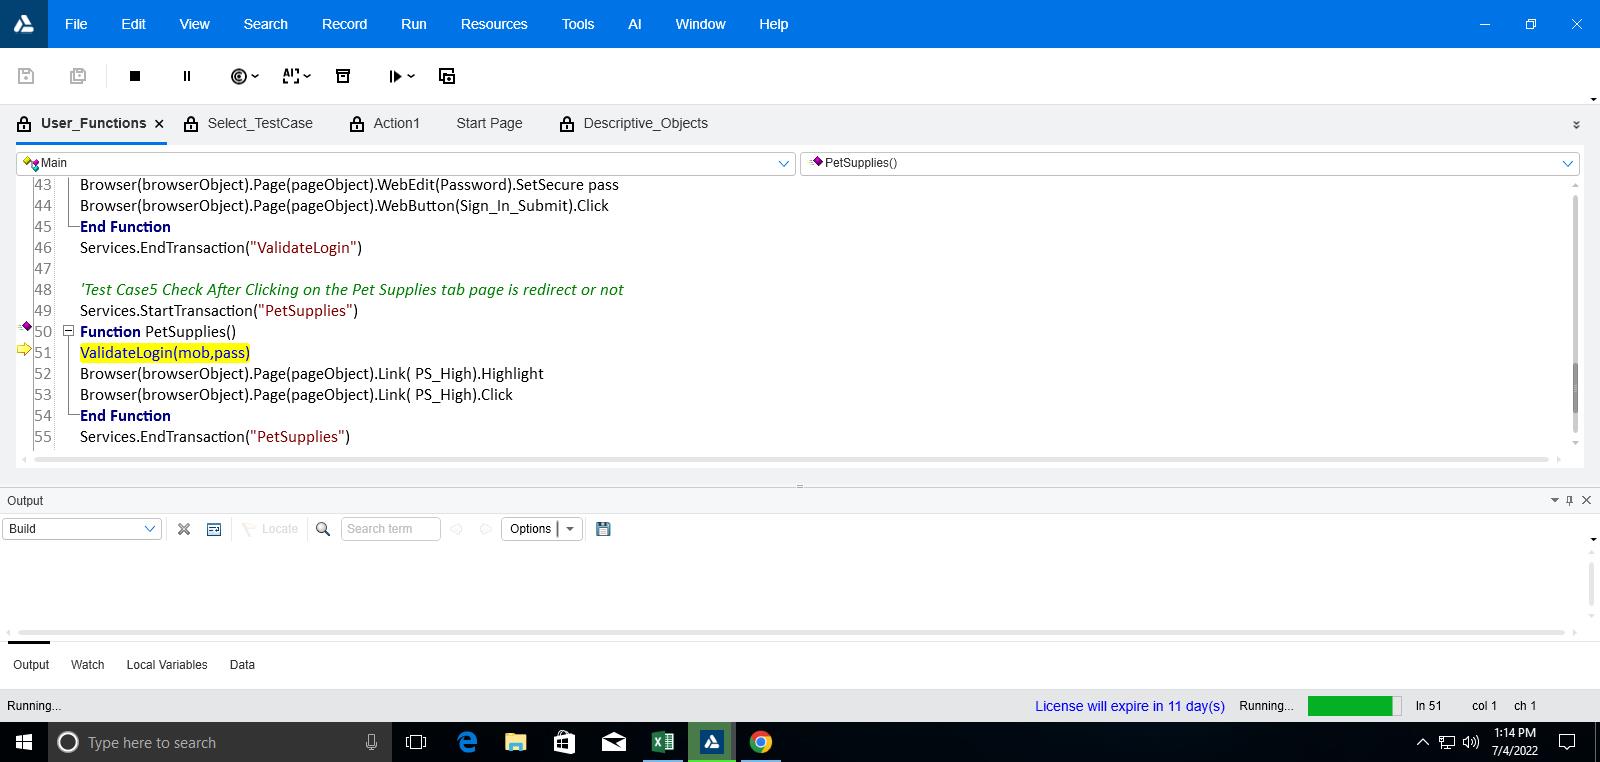 File Edit View Search Record Run Resources Tools AI Window Help
User_Functions Select_TestCase Action1 Start Page Descriptive_Objects
Main PetSupplies()
43 Browser(browserObject).Page(pageObject).WebEdit(Password).SetSecure pass
44 Browser(browserObject).Page(pageObject).WebButton(Sign_In_Submit).Click
45 End Function
46 Services.EndTransaction("ValidateLogin")
47
48 'Test Case5 Check After Clicking on the Pet Supplies tab page is redirect or not
49 Services.StartTransaction("PetSupplies")
50 Function PetSupplies()
51 ValidateLogin(mob,pass)
52 Browser(browserObject).Page(pageObject).Link( PS_High).Highlight
53 Browser(browserObject).Page(pageObject).Link( PS_High).Click
54 End Function
55 Services.EndTransaction("PetSupplies")
Output
Build Locate Search term Options
Output Watch Local Variables Data
Running... License will expire in 11 day(s) Running... ln 51 col 1 ch 1
Type here to search
1:14 PM
7/4/2022